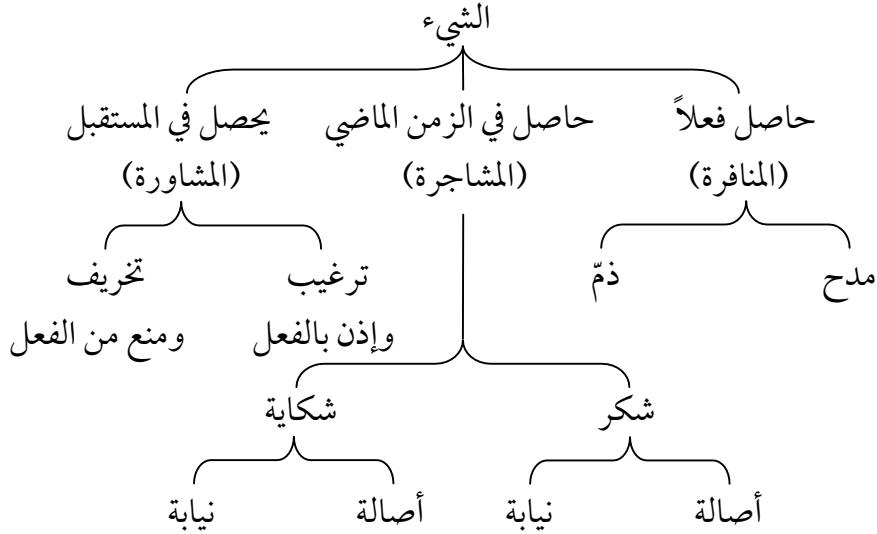 الشيء
حاصل فعلاً حاصل في الزمن الماضي يحصل في المستقبل
(المنافرة) (المشاجرة) (المشاورة)
مدح ذمّ ترغيب تخريف
وإذن بالفعل ومنع من الفعل
شكر شكاية
أصالة نيابة أصالة نيابة